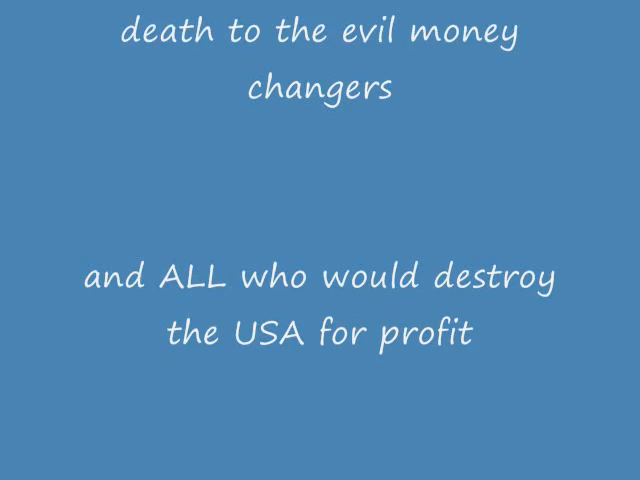 death to the evil money
changers
and ALL who would destroy
the USA for profit